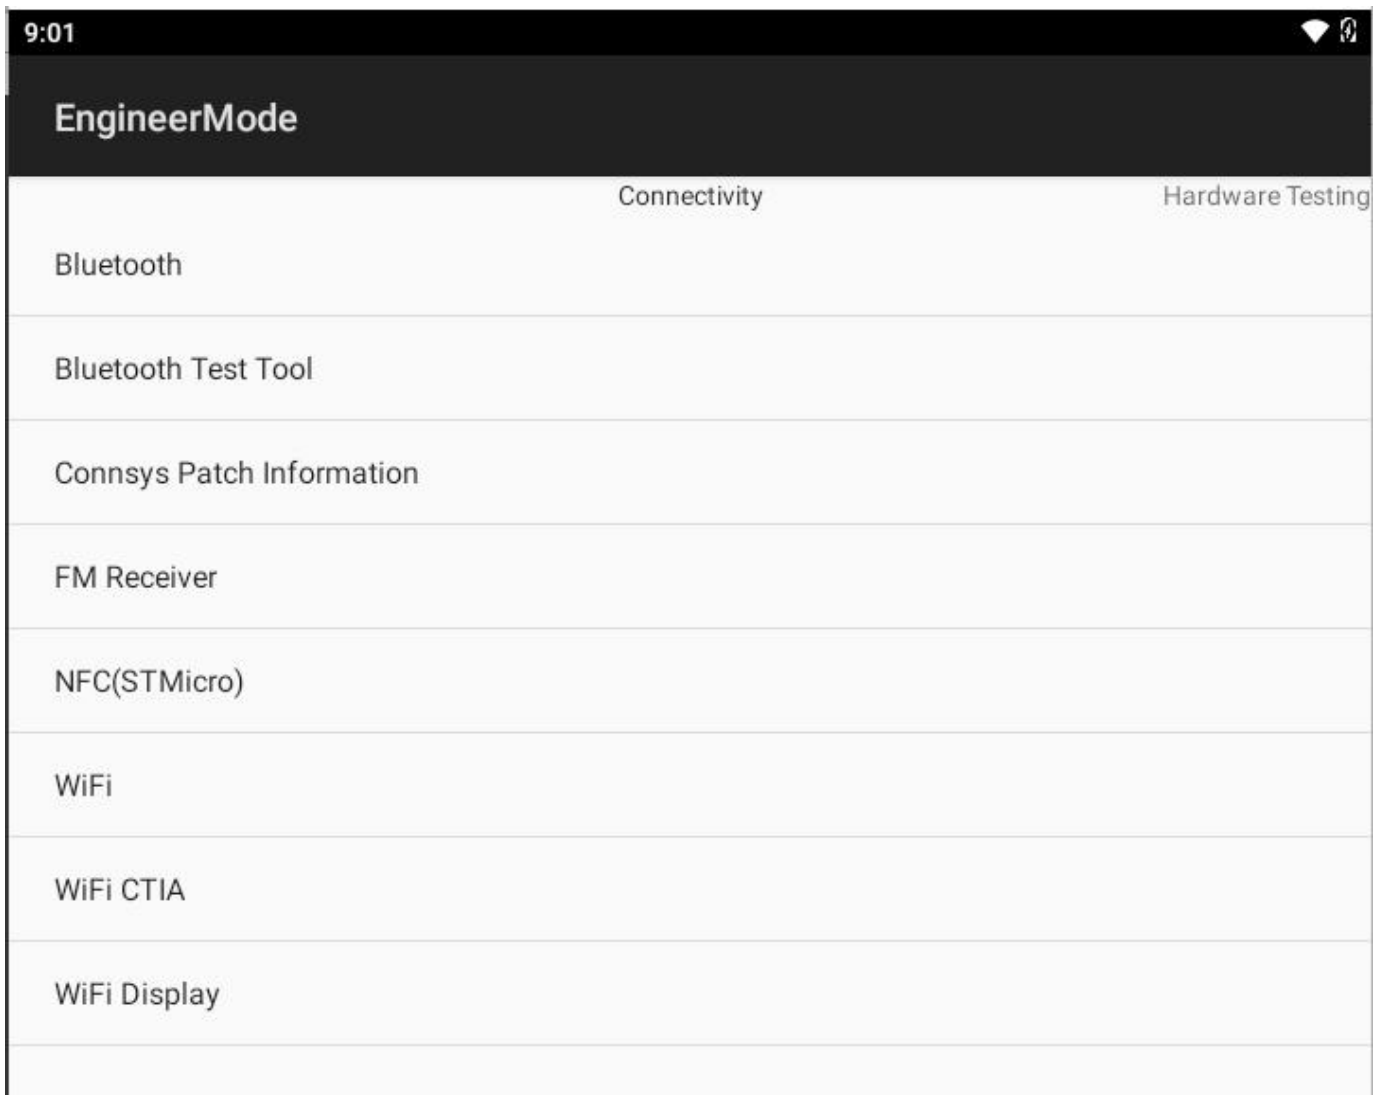 9:01
EngineerMode
Connectivity Hardware Testing
Bluetooth
Bluetooth Test Tool
Connsys Patch Information
FM Receiver
NFC(STMicro)
WiFi
WiFi CTIA
WiFi Display